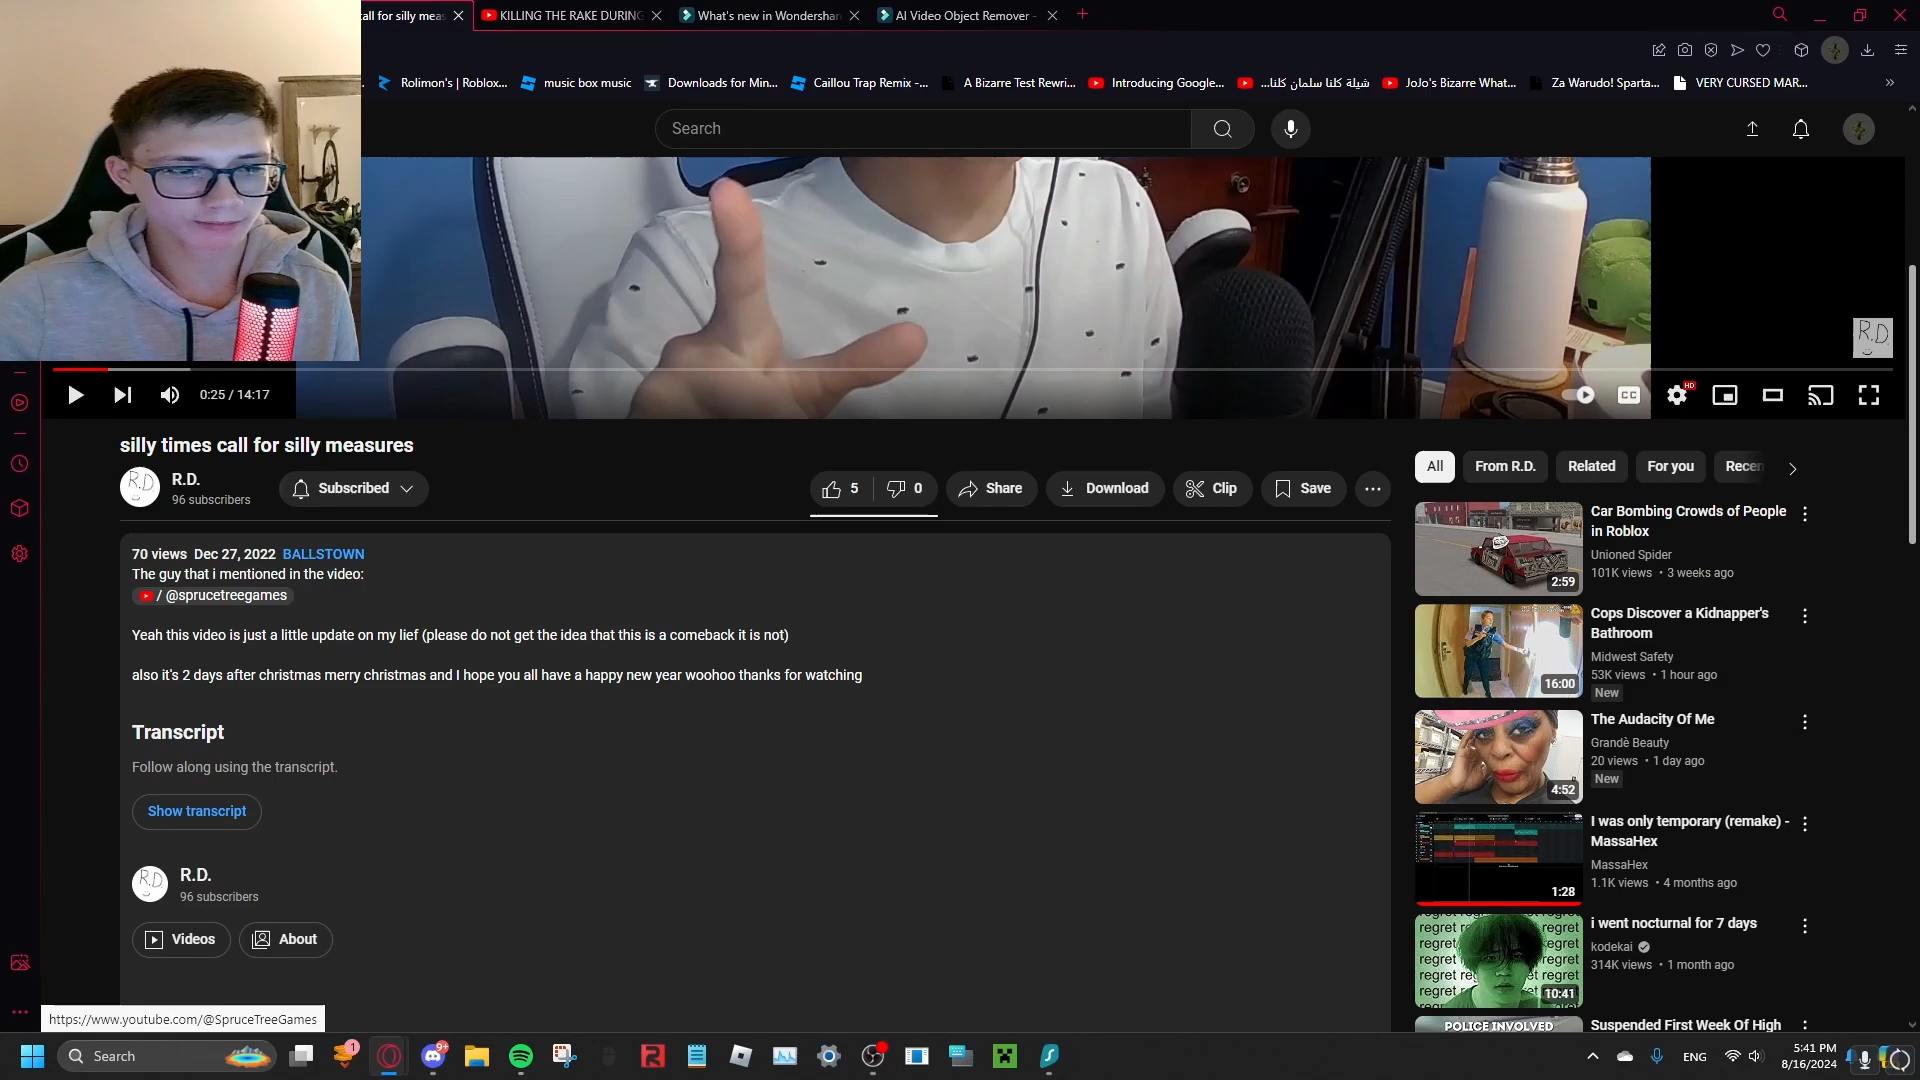 call for silly meas
KILLING THE RAKE DURING
What's new in Wondershar
AI Video Object Remover -
Rolimon's | Roblox...
music box music
Downloads for Min...
Caillou Trap Remix -...
A Bizarre Test Rewri...
Introducing Google...
شيلة كلنا سلمان كلنا...
JoJo's Bizarre What...
Za Warudo! Sparta...
VERY CURSED MAR...
Search
R.D.
0:25 / 14:17
CC
HD
silly times call for silly measures
R.D.
96 subscribers
Subscribed
5
0
Share
Download
Clip
Save
70 views Dec 27, 2022 BALLSTOWN
The guy that i mentioned in the video:
/ @sprucetreegames
Yeah this video is just a little update on my lief (please do not get the idea that this is a comeback it is not)
also it's 2 days after christmas merry christmas and I hope you all have a happy new year woohoo thanks for watching
Transcript
Follow along using the transcript.
Show transcript
R.D.
R.D.
96 subscribers
Videos
About
All
From R.D.
Related
For you
Recen
Car Bombing Crowds of People
in Roblox
Unioned Spider
101K views • 3 weeks ago
2:59
Cops Discover a Kidnapper's
Bathroom
Midwest Safety
53K views • 1 hour ago
New
16:00
The Audacity Of Me
Grandè Beauty
20 views • 1 day ago
New
4:52
I was only temporary (remake) -
MassaHex
MassaHex
1.1K views • 4 months ago
1:28
i went nocturnal for 7 days
kodekai
314K views • 1 month ago
regret regret regret
regret
regret
10:41
POLICE INVOLVED
Suspended First Week Of High
https://www.youtube.com/@SpruceTreeGames
Search
1
9+
ENG
5:41 PM
8/16/2024